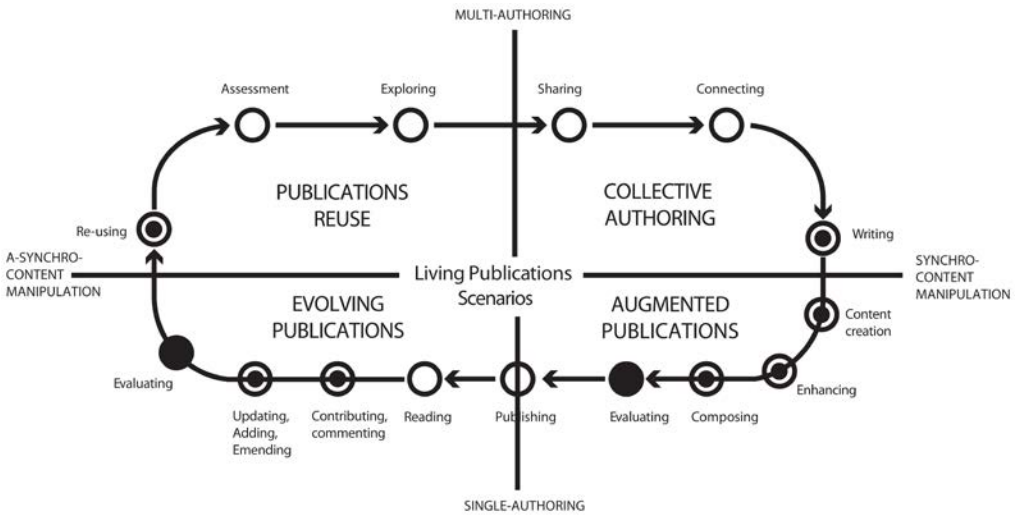 MULTI-AUTHORING
Assessment
Exploring
Sharing
Connecting
PUBLICATIONS
REUSE
COLLECTIVE
AUTHORING
Re-using
Writing
A-SYNCHRO-
CONTENT
MANIPULATION
Living Publications
Scenarios
SYNCHRO-
CONTENT
MANIPULATION
EVOLVING
PUBLICATIONS
AUGMENTED
PUBLICATIONS
Content
creation
Evaluating
Enhancing
Updating,
Adding,
Emending
Contributing,
commenting
Reading
Publishing
Evaluating
Composing
SINGLE-AUTHORING